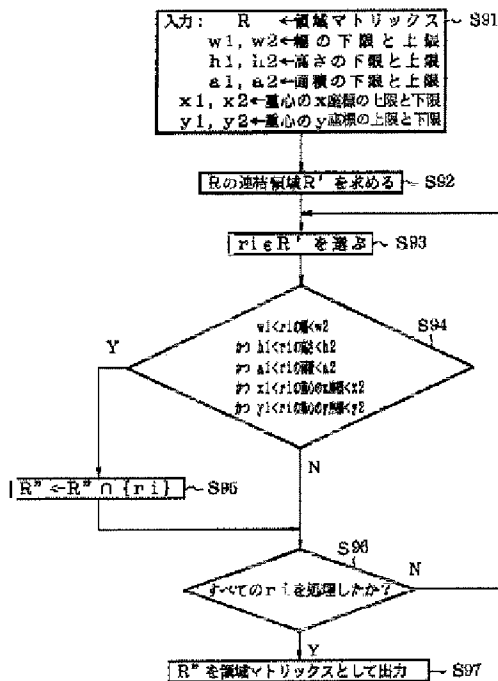 入力: R ←領域マトリックス
S91
w1, w2←幅の下限と上限
h1, h2←高さの下限と上限
a1, a2←面積の下限と上限
x1, x2←重心のx座標の上限と下限
y1, y2←重心のy座標の上限と下限
Rの連結領域R'を求める
S92
ri∈R'を選ぶ
S93
w1<riの幅<w2
かつ h1<riの高さ<h2
かつ a1<riの面積<a2
かつ x1<riの重心のx座標<x2
かつ y1<riの重心のy座標<y2
S94
Y
N
R"←R"∩{ri}
S95
すべてのriを処理したか?
S96
N
Y
R"を領域マトリックスとして出力
S97